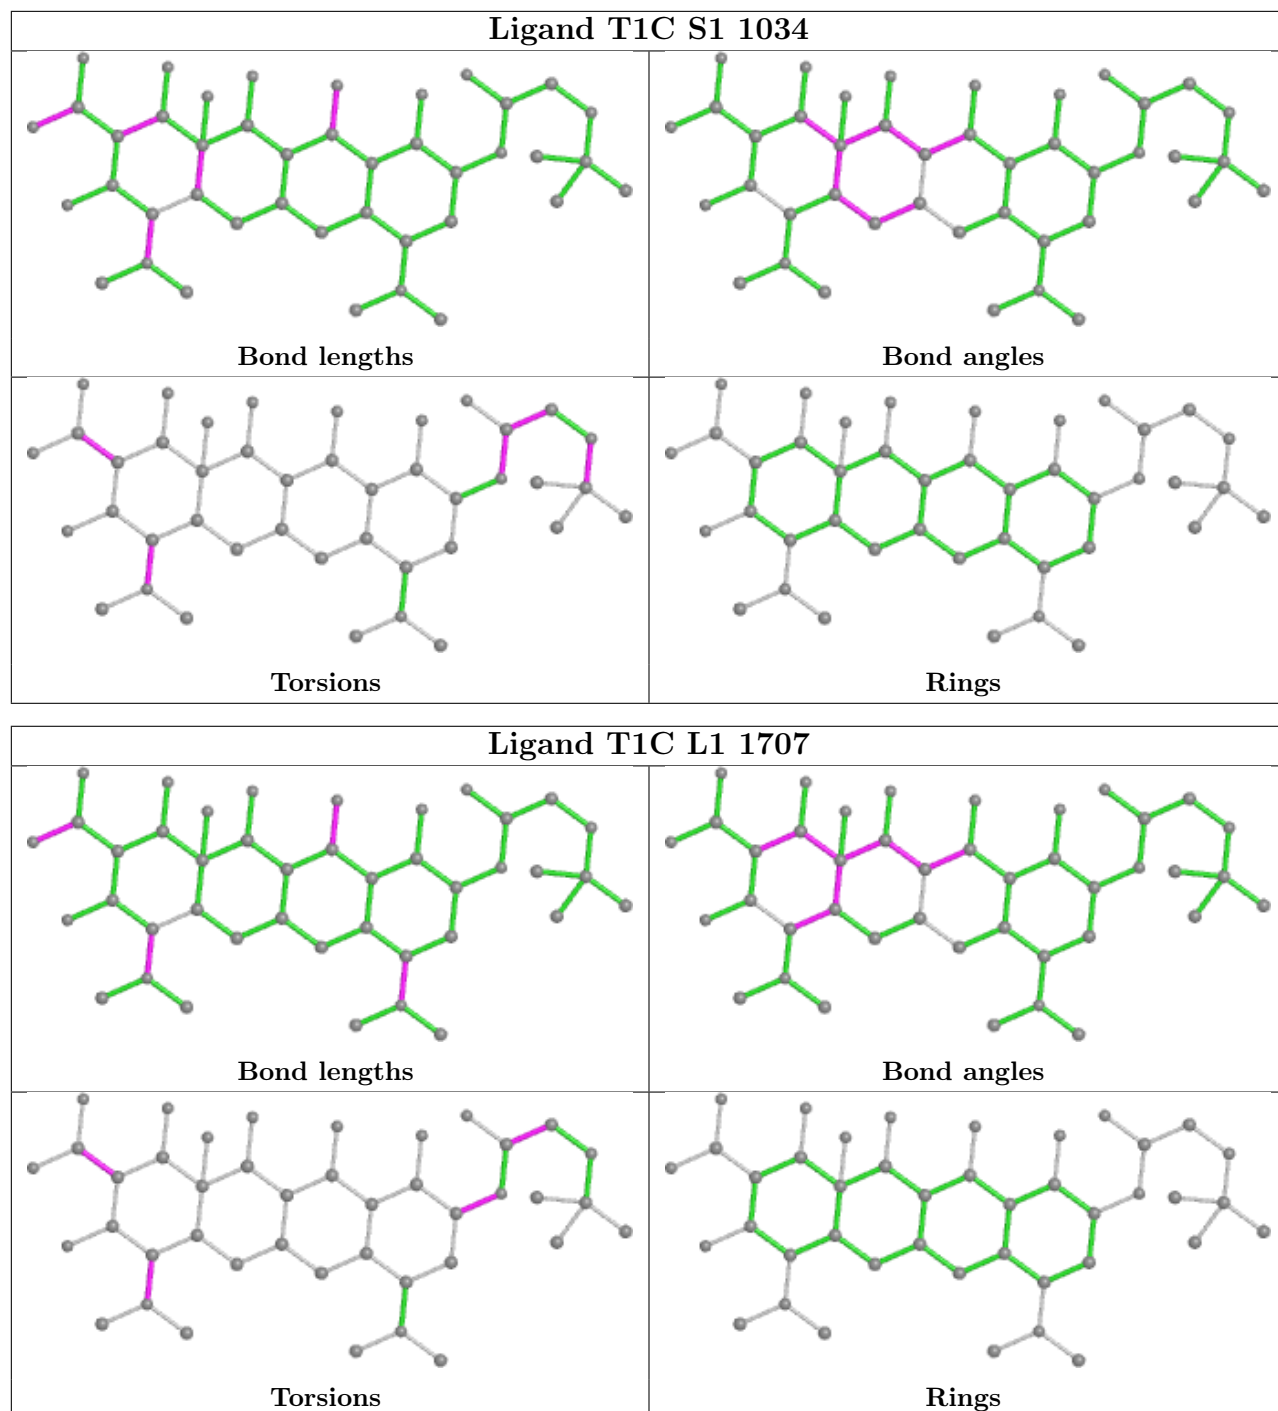 Ligand T1C S1 1034
Bond lengths
Bond angles
Torsions
Rings
Ligand T1C L1 1707
Bond lengths
Bond angles
Torsions
Rings